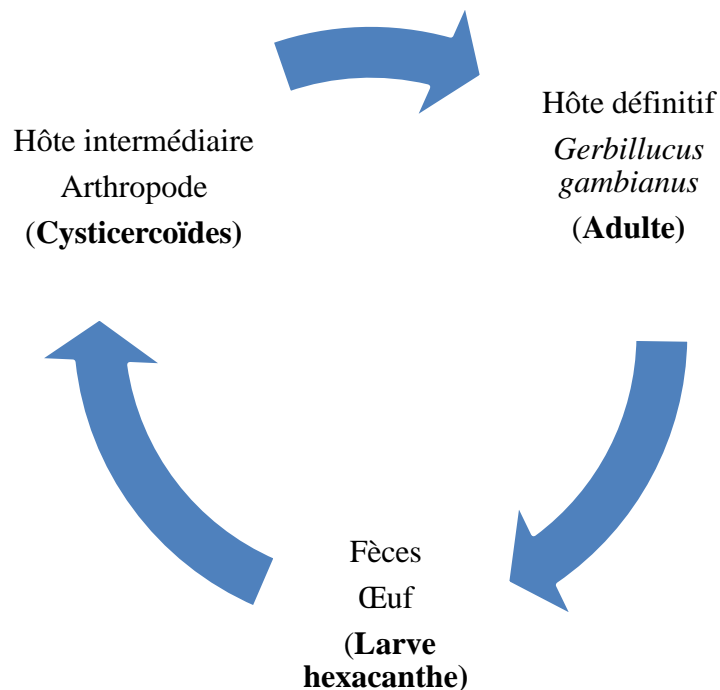 Hôte intermédiaire
Arthropode
(Cysticercoïdes)
Hôte définitif
Gerbillucus
gambianus
(Adulte)
Fèces
Œuf
(Larve
hexacanthe)